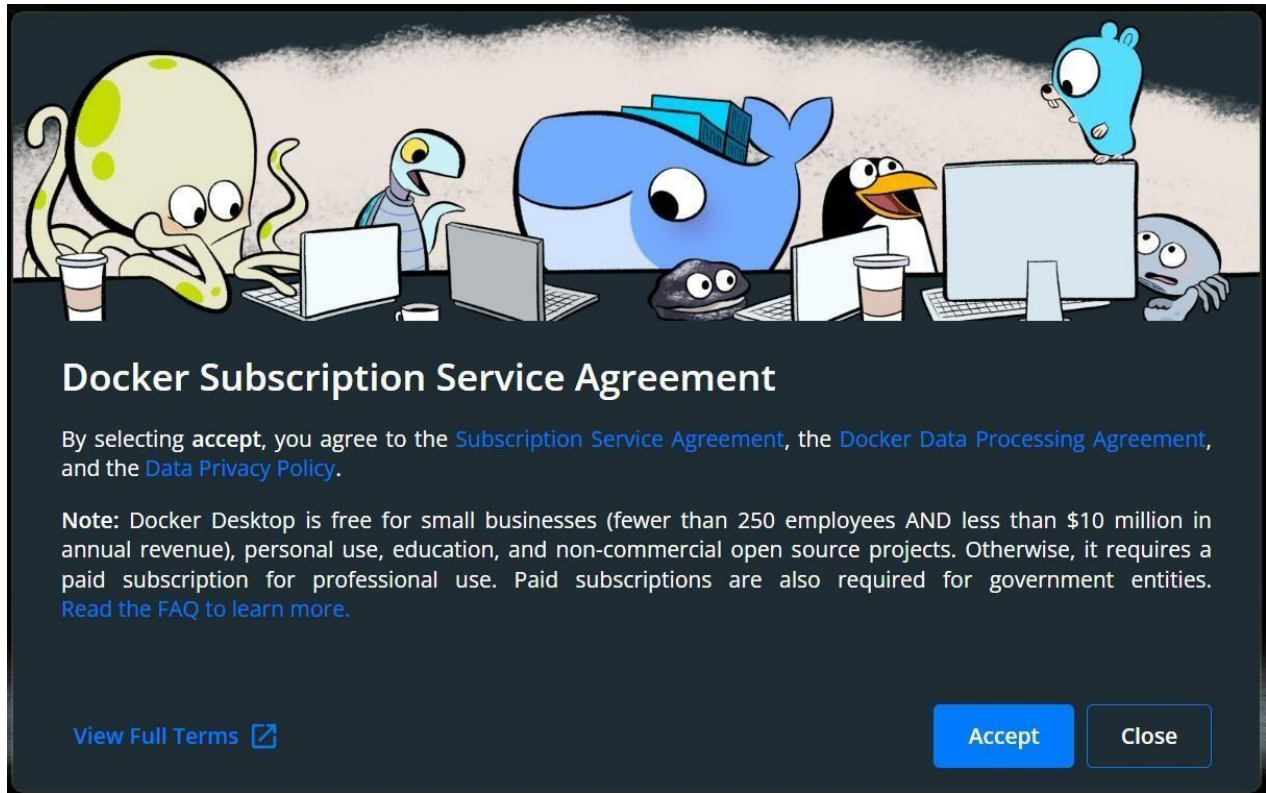 Docker Subscription Service Agreement
By selecting accept, you agree to the Subscription Service Agreement, the Docker Data Processing Agreement,
and the Data Privacy Policy.
Note: Docker Desktop is free for small businesses (fewer than 250 employees AND less than $10 million in
annual revenue), personal use, education, and non-commercial open source projects. Otherwise, it requires a
paid subscription for professional use. Paid subscriptions are also required for government entities.
Read the FAQ to learn more.
View Full Terms
Accept
Close